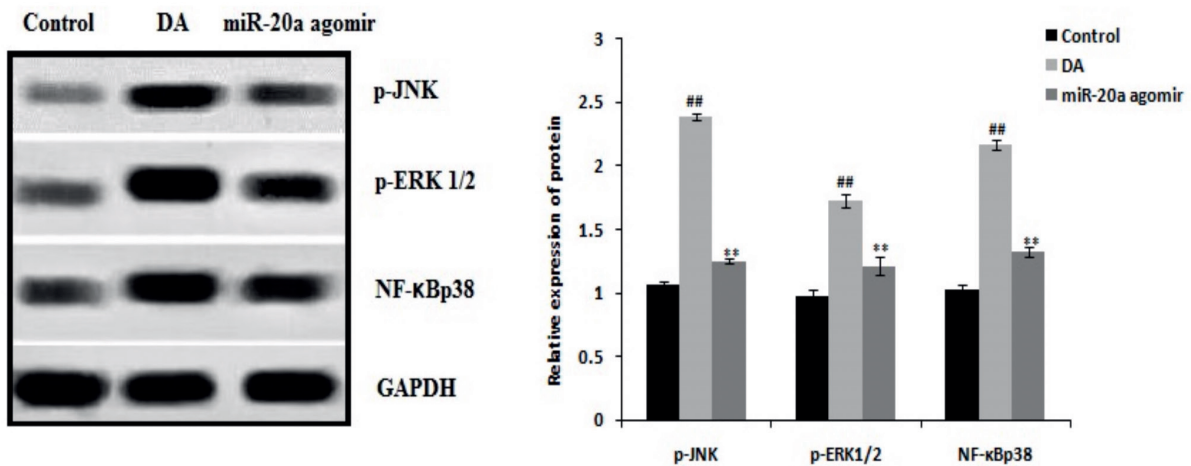 Control DA miR-20a agomir
p-JNK
p-ERK 1/2
NF-κBp38
GAPDH
Relative expression of protein
3
2.5
2
1.5
1
0.5
0
##
**
##
**
##
**
p-JNK p-ERK1/2 NF-κBp38
Control
DA
miR-20a agomir